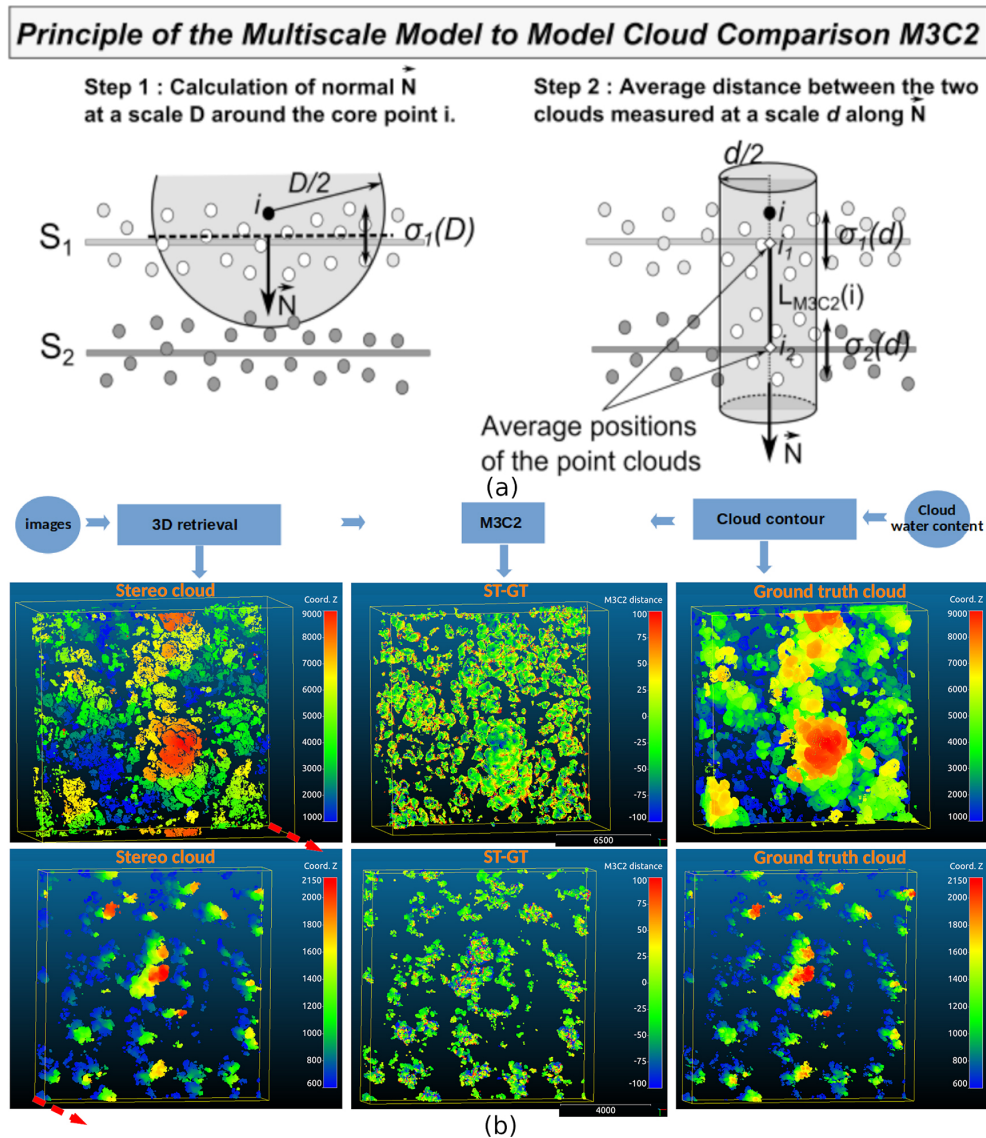 Principle of the Multiscale Model to Model Cloud Comparison M3C2
Step 1 : Calculation of normal N⃗
at a scale D around the core point i.
Step 2 : Average distance between the two
clouds measured at a scale d along N⃗
D/2
i
S₁
σ₁(D)
N⃗
S₂
d/2
i
σ₁(d)
i₁
L_M3C2(i)
i₂
σ₂(d)
Average positions
of the point clouds
N⃗
(a)
images
3D retrieval
M3C2
Cloud contour
Cloud
water content
Stereo cloud
Coord. Z
9000
8000
7000
6000
5000
4000
3000
2000
1000
ST-GT
M3C2 distance
100
75
50
25
0
-25
-50
-75
-100
6500
Ground truth cloud
Coord. Z
9000
8000
7000
6000
5000
4000
3000
2000
1000
Stereo cloud
Coord. Z
2150
2000
1800
1600
1400
1200
1000
800
600
ST-GT
M3C2 distance
100
75
50
25
0
-25
-50
-75
-100
4000
Ground truth cloud
Coord. Z
2150
2000
1800
1600
1400
1200
1000
800
600
(b)